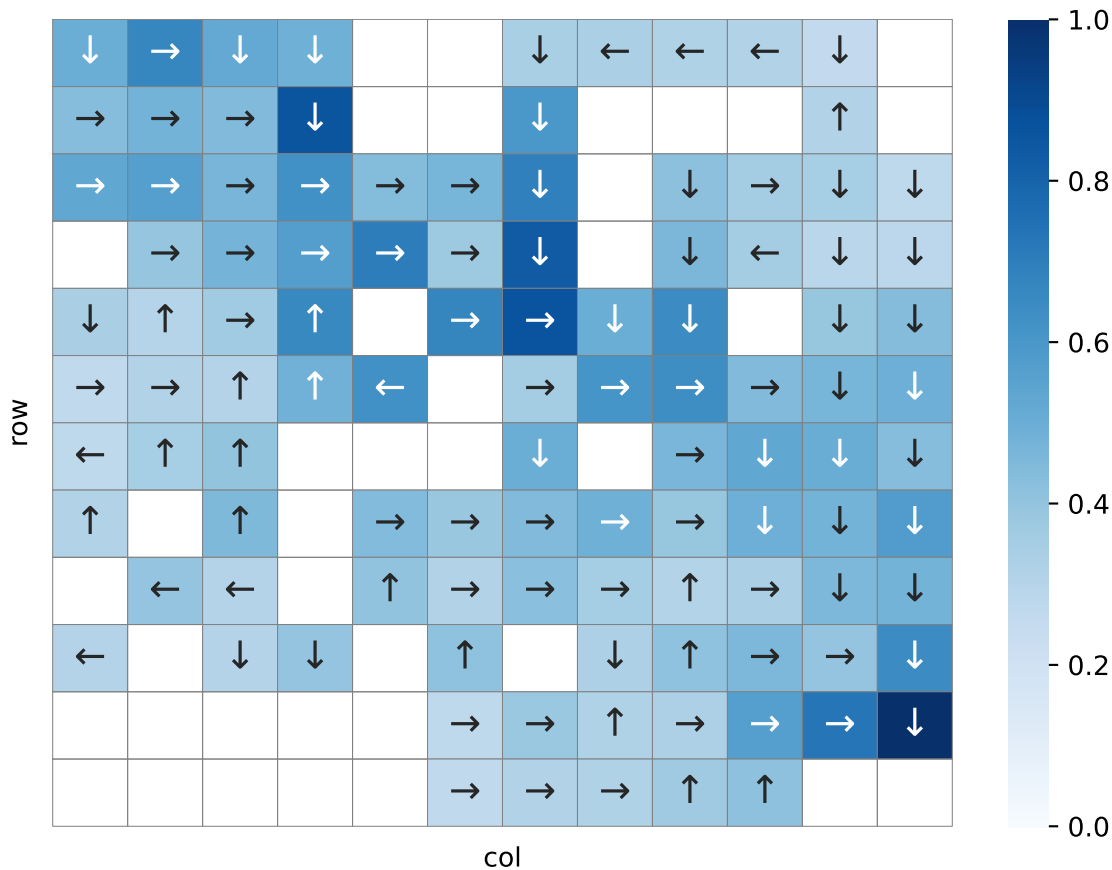 ↓ → ↓ ↓ ↓ ← ← ← ↓
→ → → ↓ ↓ ↑
→ → → → → → ↓ ↓ → ↓ ↓
→ → → → → ↓ ↓ ← ↓ ↓
↓ ↑ → ↑ → → ↓ ↓ ↓ ↓
→ → ↑ ↑ ← → → → → ↓ ↓
← ↑ ↑ ↓ → ↓ ↓ ↓
↑ ↑ → → → → → ↓ ↓ ↓
← ← ↑ → → → ↑ → ↓ ↓
← ↓ ↓ ↑ ↓ ↑ → → ↓
→ → ↑ → → → ↓
→ → → ↑ ↑
row
col
1.0
0.8
0.6
0.4
0.2
0.0